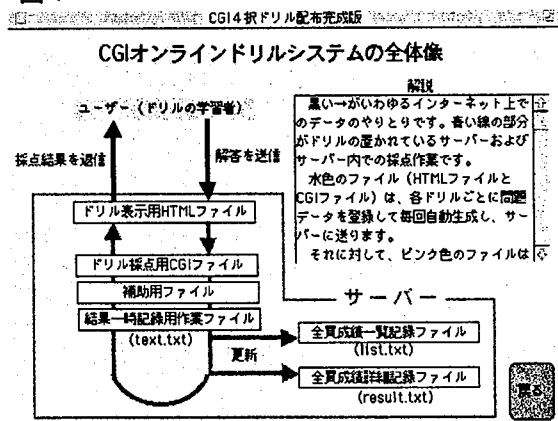 CGI4択ドリル配布完成版
CGIオンラインドリルシステムの全体像
解説
黒い→がいわゆるインターネット上で
のデータのやりとりです。青い線の部分
がドリルの置かれているサーバーおよび
サーバー内での採点作業です。
水色のファイル(HTMLファイルと
CGIファイル)は、各ドリルごとに問題
データを登録して毎回自動生成し、サー
バーに送ります。
それに対して、ピンク色のファイルは
ユーザー(ドリルの学習者)
採点結果を返信
解答を送信
ドリル表示用HTMLファイル
ドリル採点用CGIファイル
補助用ファイル
結果一時記録用作業ファイル
(text.txt)
更新
サーバー
全員成績一覧記録ファイル
(list.txt)
全員成績詳細記録ファイル
(result.txt)
戻る